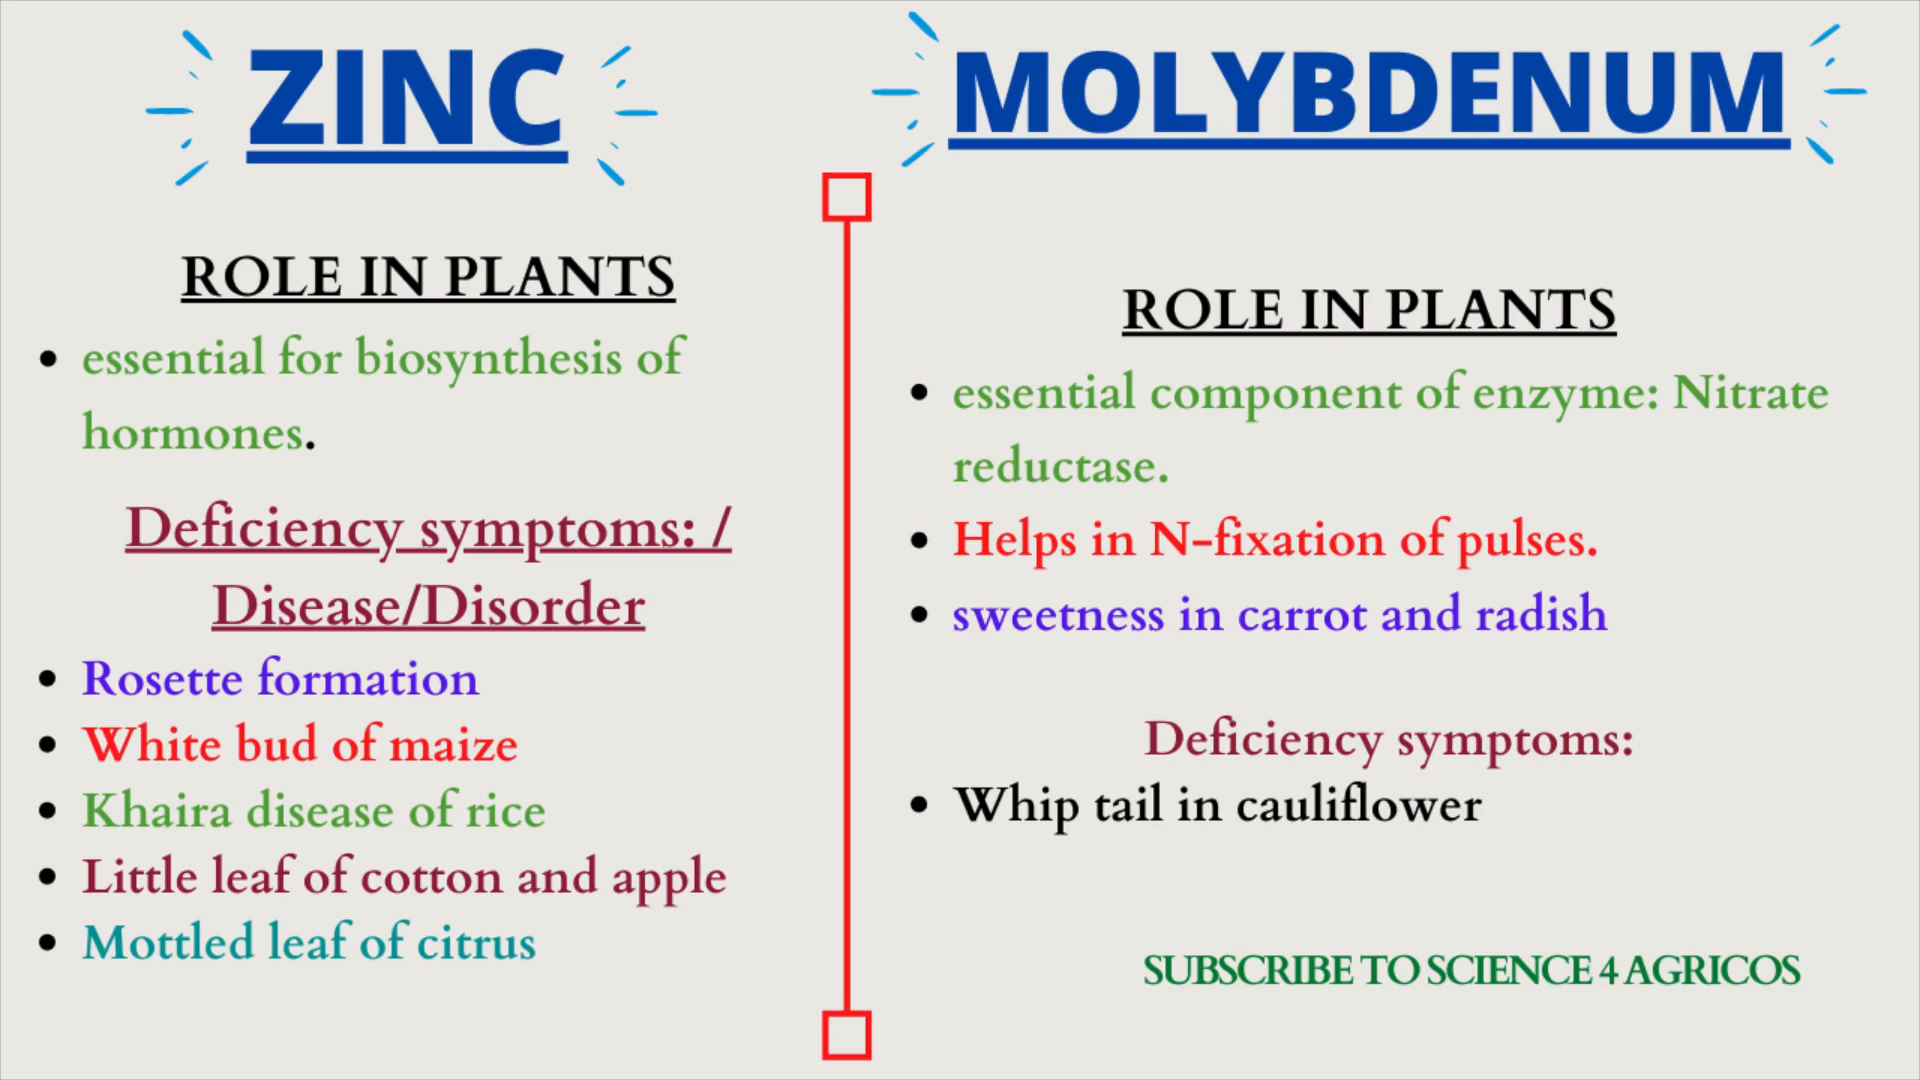 ZINC
ROLE IN PLANTS
• essential for biosynthesis of
hormones.
Deficiency symptoms: /
Disease/Disorder
• Rosette formation
• White bud of maize
• Khaira disease of rice
• Little leaf of cotton and apple
• Mottled leaf of citrus
MOLYBDENUM
ROLE IN PLANTS
• essential component of enzyme: Nitrate
reductase.
• Helps in N-fixation of pulses.
• sweetness in carrot and radish
Deficiency symptoms:
• Whip tail in cauliflower
SUBSCRIBE TO SCIENCE 4 AGRICOS